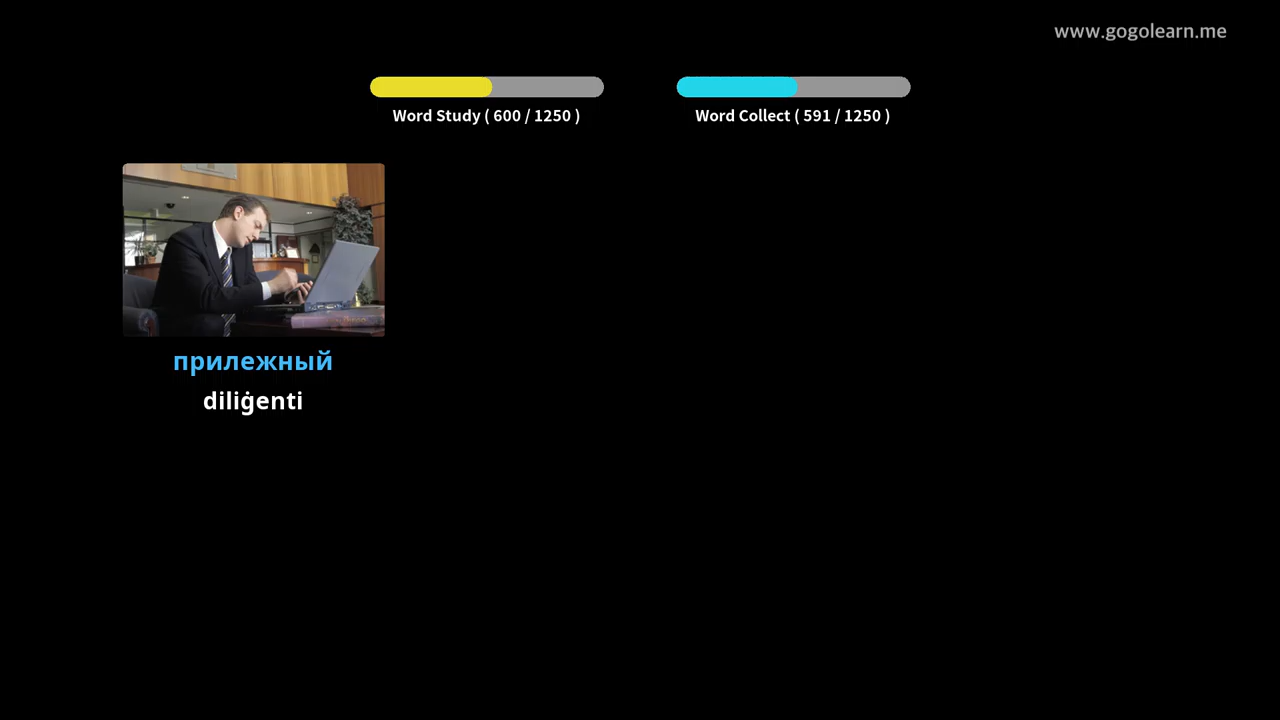 www.gogolearn.me
Word Study ( 600 / 1250 )
Word Collect ( 591 / 1250 )
прилежный
diliġenti